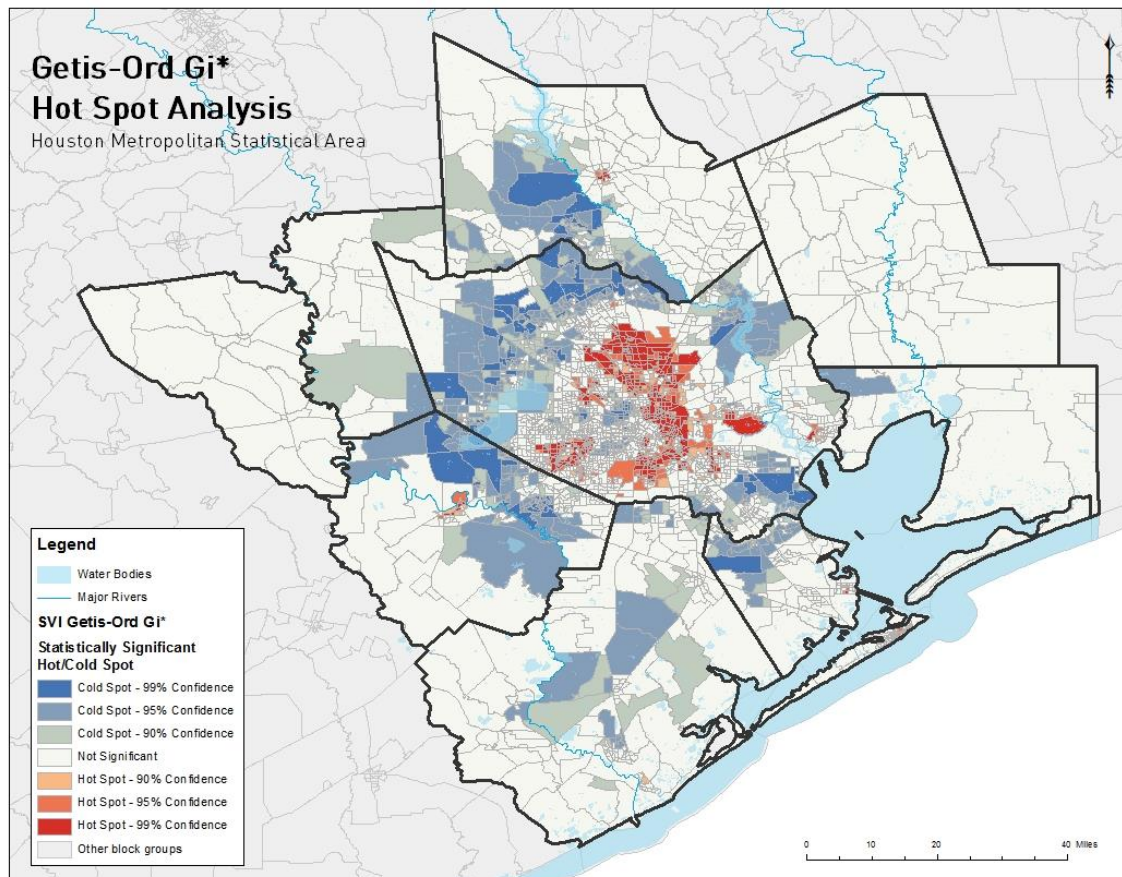 Getis-Ord Gi*
Hot Spot Analysis
Houston Metropolitan Statistical Area
Legend
Water Bodies
Major Rivers
SVI Getis-Ord Gi*
Statistically Significant
Hot/Cold Spot
Cold Spot - 99% Confidence
Cold Spot - 95% Confidence
Cold Spot - 90% Confidence
Not Significant
Hot Spot - 90% Confidence
Hot Spot - 95% Confidence
Hot Spot - 99% Confidence
Other block groups
0 10 20 40 Miles